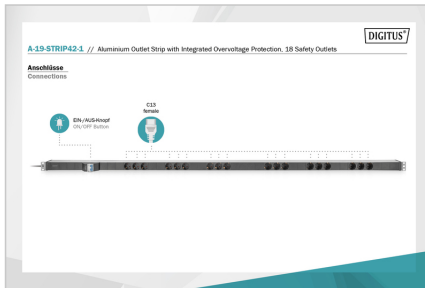 DIGITUS®
A-19-STRIP42-1 // Aluminium Outlet Strip with Integrated Overvoltage Protection, 18 Safety Outlets
Anschlüsse
Connections
C13
female
EIN-/AUS-Knopf
ON/OFF Button